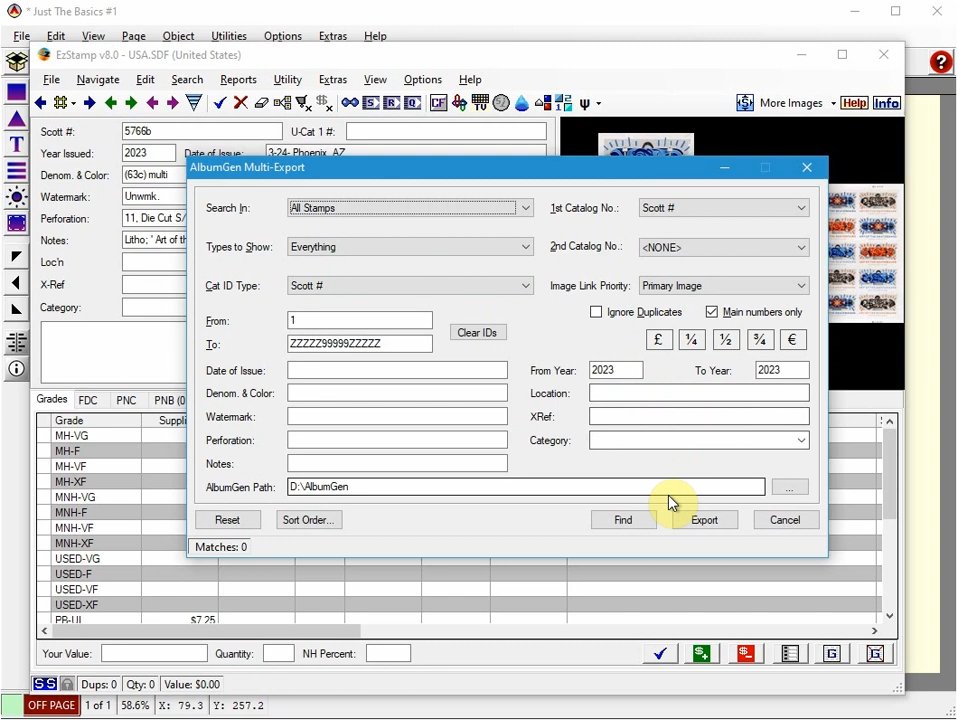 * Just The Basics #1
File Edit View Page Object Utilities Options Extras Help
EzStamp v8.0 - USA.SDF (United States)
File Navigate Edit Search Reports Utility Extras View Options Help
S R Q CF TU More Images Help Info
Scott #: 5766b U-Cat 1 #:
Year Issued: 2023 Date of Issue: 3-24- Phoenix, AZ
Denom. & Color: (63c) multi
Watermark: Unwmk.
Perforation: 11, Die Cut S/
Notes: Litho; ' Art of th
Loc'n
X-Ref
Category:
AlbumGen Multi-Export
Search In: All Stamps 1st Catalog No.: Scott #
Types to Show: Everything 2nd Catalog No.: <NONE>
Cat ID Type: Scott # Image Link Priority: Primary Image
Ignore Duplicates Main numbers only
From: 1
Clear IDs £ ¼ ½ ¾ €
To: ZZZZZ99999ZZZZZ
Date of Issue: From Year: 2023 To Year: 2023
Denom. & Color: Location:
Watermark: XRef:
Perforation: Category:
Notes:
AlbumGen Path: D:\AlbumGen ...
Reset Sort Order... Find Export Cancel
Matches: 0
Grades FDC PNC PNB (0
Grade Suppli
MH-VG
MH-F
MH-VF
MH-XF
MNH-VG
MNH-F
MNH-VF
MNH-XF
USED-VG
USED-F
USED-VF
USED-XF
PB-UL $7.25
Your Value: Quantity: NH Percent: G G
SS Dups: 0 Qty: 0 Value: $0.00
OFF PAGE 1 of 1 58.6% X: 79.3 Y: 257.2